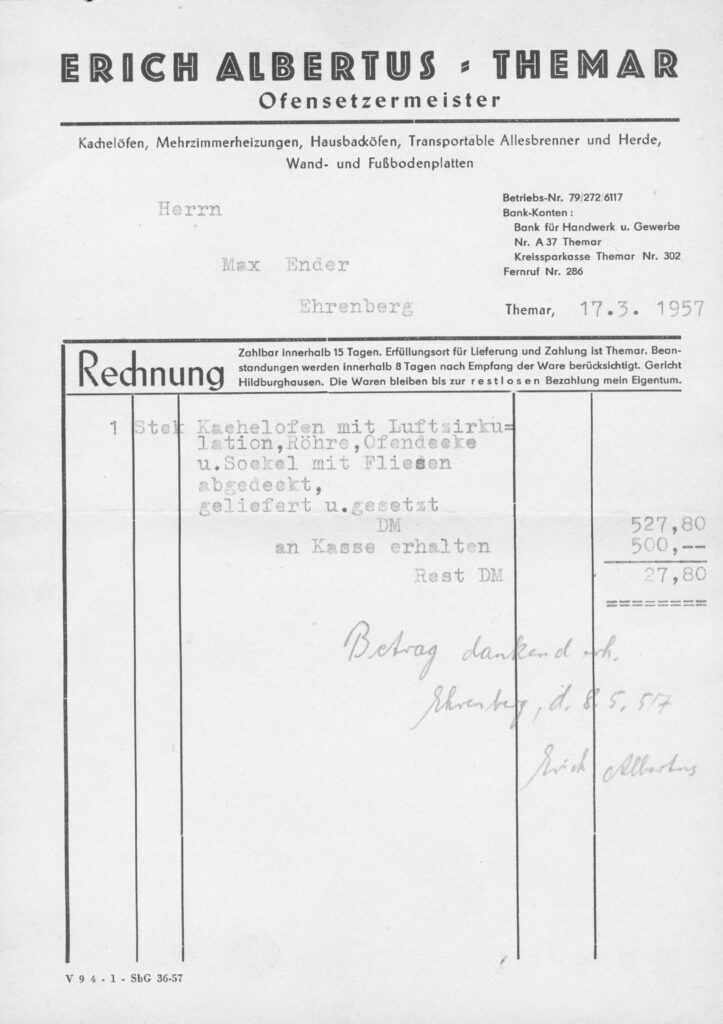 ERICH ALBERTUS - THEMAR
Ofensetzermeister
Kachelöfen, Mehrzimmerheizungen, Hausbacköfen, Transportable Allesbrenner und Herde,
Wand- und Fußbodenplatten
Herrn
Max Ender
Ehrenberg
Betriebs-Nr. 79/272/6117
Bank-Konten:
Bank für Handwerk u. Gewerbe
Nr. A 37 Themar
Kreissparkasse Themar Nr. 302
Fernruf Nr. 286
Themar, 17.3. 1957
Rechnung
Zahlbar innerhalb 15 Tagen. Erfüllungsort für Lieferung und Zahlung ist Themar. Bean-
standungen werden innerhalb 8 Tagen nach Empfang der Ware berücksichtigt. Gericht
Hildburghausen. Die Waren bleiben bis zur restlosen Bezahlung mein Eigentum.
1 Stck Kachelofen mit Luftzirku=
lation,Röhre,Ofendecke
u.Sockel mit Fliesen
abgedeckt,
geliefert u.gesetzt
DM 527,80
an Kasse erhalten 500,--
Rest DM 27,80
========
Betrag dankend erh.
Ehrenberg, d. 8. 5. 57
Erich Albertus
V 9 4 - 1 - SbG 36-57